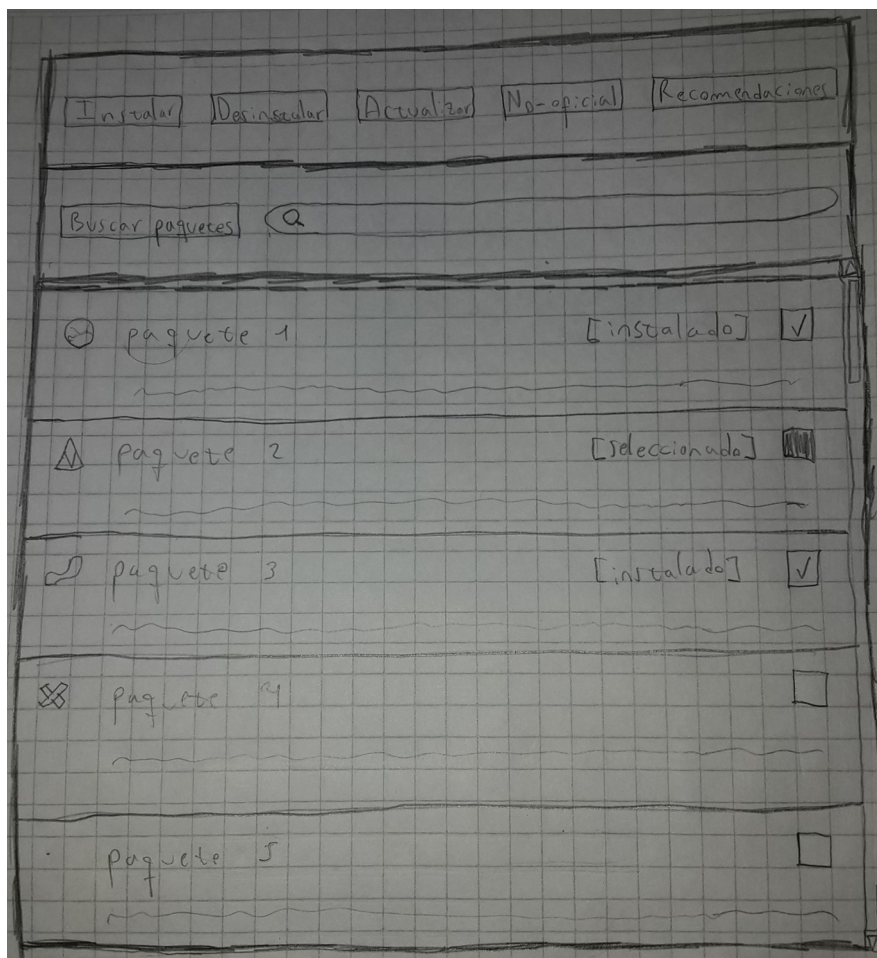 Instalar Desinstalar Actualizar No-oficial Recomendaciones
Buscar paquetes
paquete 1 [instalado]
paquete 2 [seleccionado]
paquete 3 [instalado]
paquete 4
paquete 5